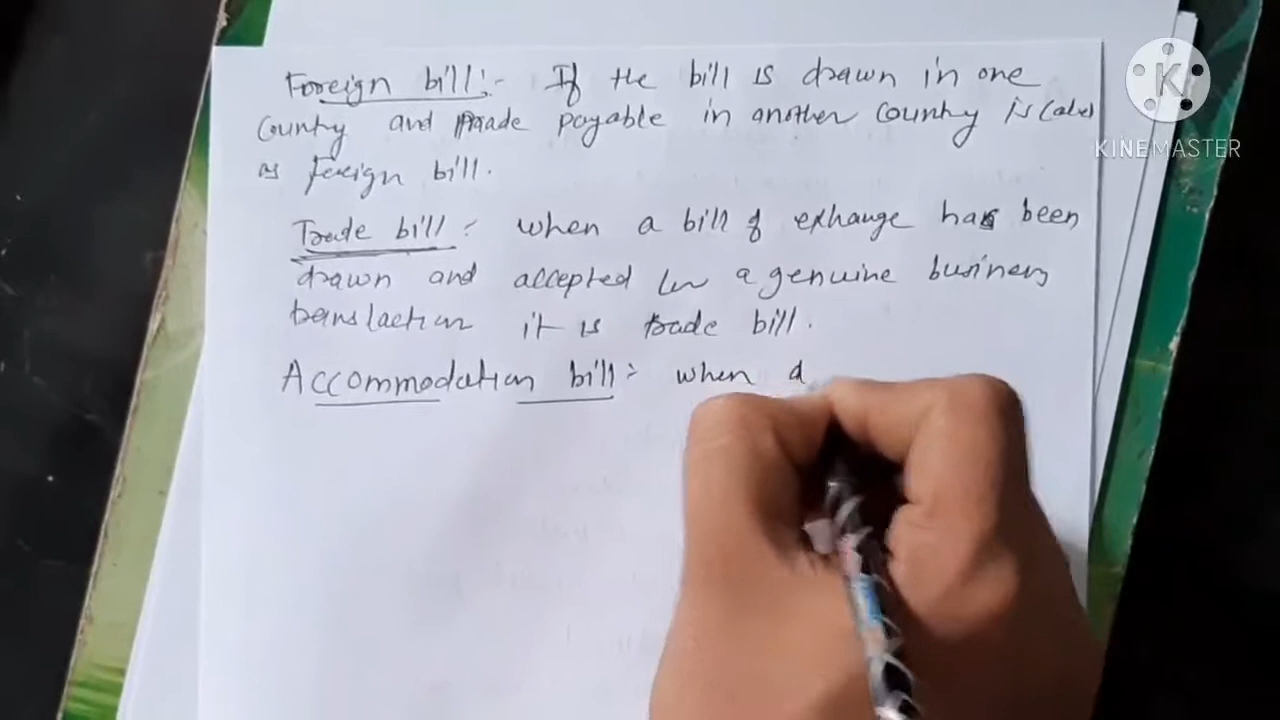 Foreign bill:- If the bill is drawn in one
Country and made payable in another Country is called
as foreign bill.
Trade bill:- when a bill of exhange has been
drawn and accepted for a genuine business
transaction it is trade bill.
Accommodation bill:- when a
K
KINEMASTER